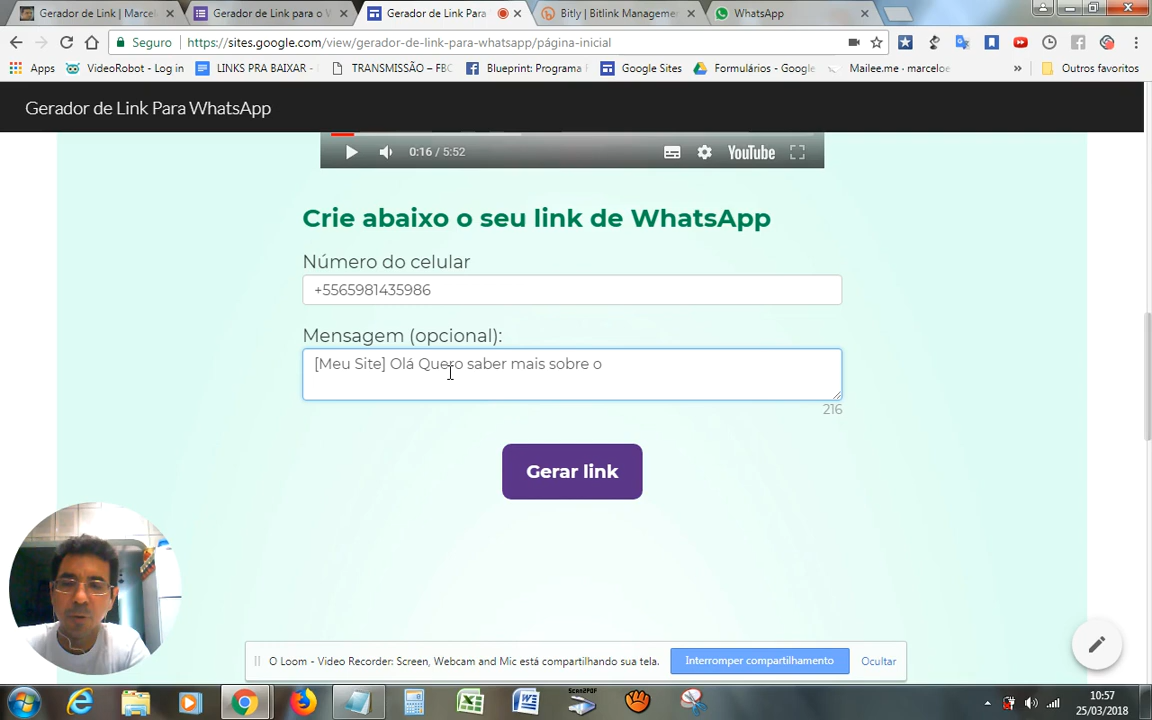 Gerador de Link | Marcel
Gerador de Link para o W
Gerador de Link Para
Bitly | Bitlink Manageme
WhatsApp
Seguro
https://sites.google.com/view/gerador-de-link-para-whatsapp/página-inicial
Apps
VideoRobot - Log in
LINKS PRA BAIXAR -
TRANSMISSÃO – FBC
Blueprint: Programa
Google Sites
Formulários - Google
Mailee.me - marceloe
»
Outros favoritos
Gerador de Link Para WhatsApp
0:16 / 5:52
YouTube
Crie abaixo o seu link de WhatsApp
Número do celular
+5565981435986
Mensagem (opcional):
[Meu Site] Olá Quero saber mais sobre o
216
Gerar link
O Loom - Video Recorder: Screen, Webcam and Mic está compartilhando sua tela.
Interromper compartilhamento
Ocultar
Scan2PDF
10:57
25/03/2018